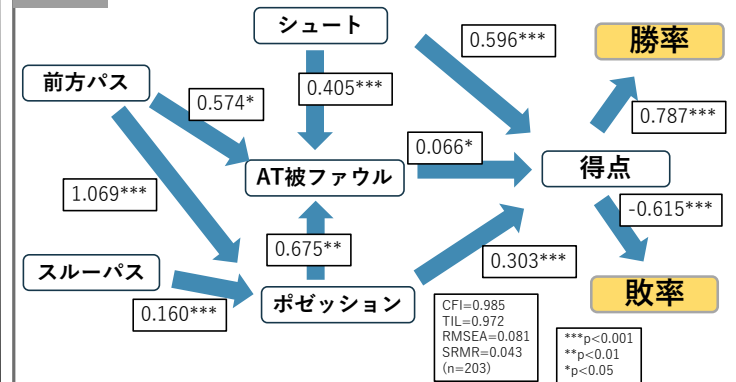 シュート
0.596***
勝率
前方パス
0.574*
0.405***
0.787***
0.066*
AT被ファウル
得点
1.069***
-0.615***
0.675**
スルーパス
0.303***
ポゼッション
敗率
0.160***
CFI=0.985
TIL=0.972
RMSEA=0.081
SRMR=0.043
(n=203)
***p<0.001
**p<0.01
*p<0.05